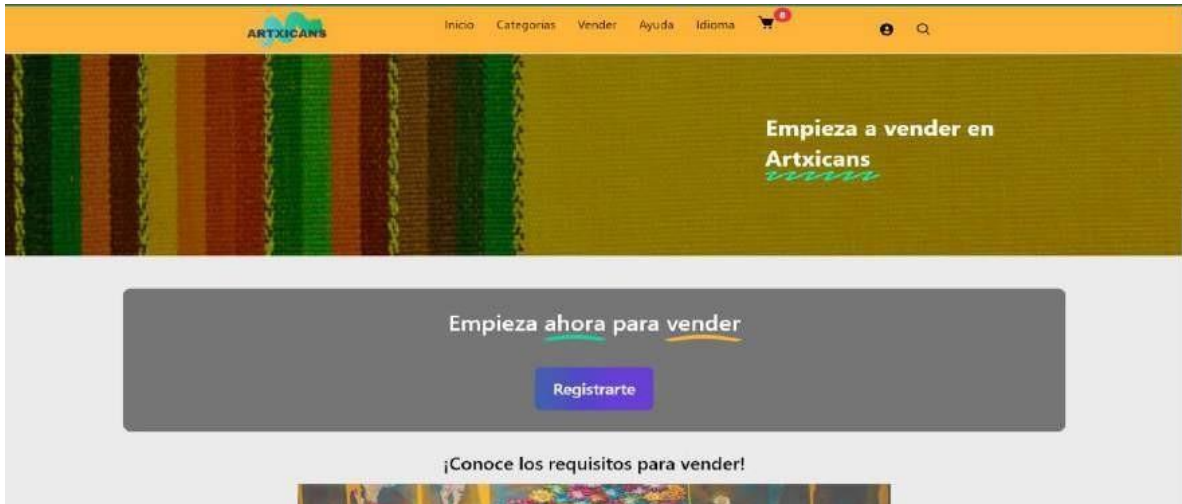 ARTXICANS
Inicio Categorias Vender Ayuda Idioma 0
Empieza a vender en
Artxicans
Empieza ahora para vender
Registrarte
¡Conoce los requisitos para vender!